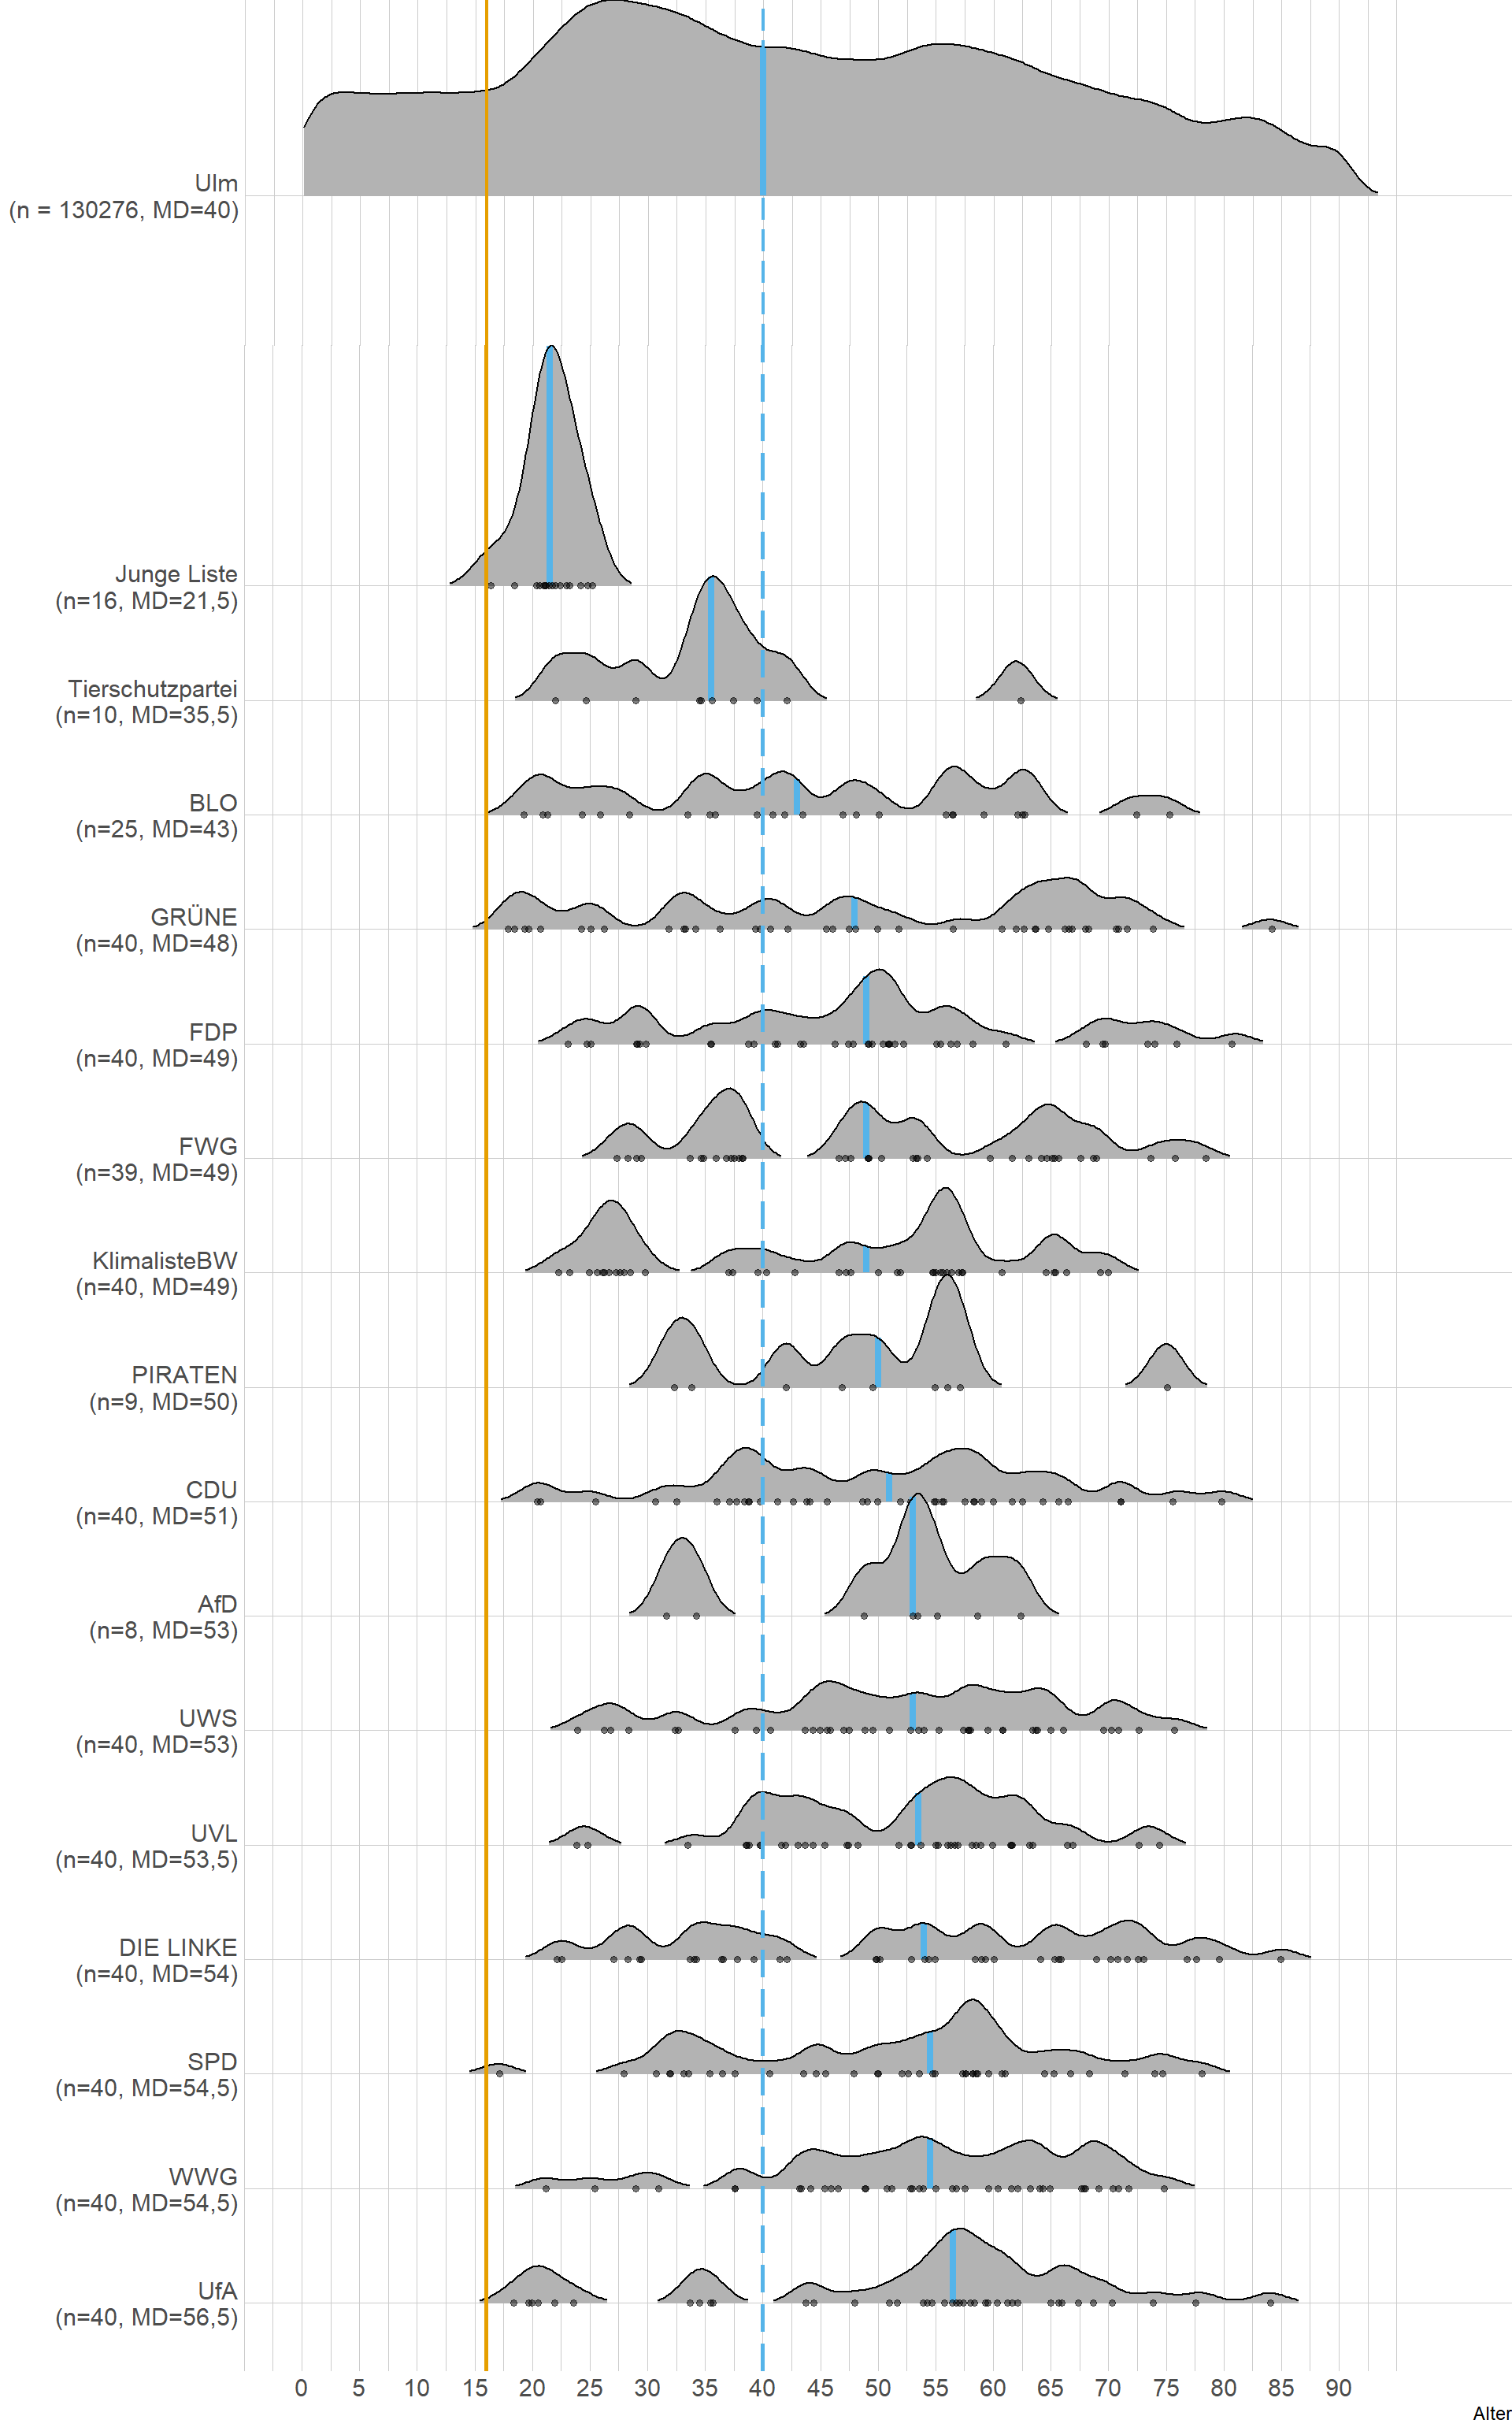 Ulm
(n = 130276, MD=40)
Junge Liste
(n=16, MD=21,5)
Tierschutzpartei
(n=10, MD=35,5)
BLO
(n=25, MD=43)
GRÜNE
(n=40, MD=48)
FDP
(n=40, MD=49)
FWG
(n=39, MD=49)
KlimalisteBW
(n=40, MD=49)
PIRATEN
(n=9, MD=50)
CDU
(n=40, MD=51)
AfD
(n=8, MD=53)
UWS
(n=40, MD=53)
UVL
(n=40, MD=53,5)
DIE LINKE
(n=40, MD=54)
SPD
(n=40, MD=54,5)
WWG
(n=40, MD=54,5)
UfA
(n=40, MD=56,5)
0 5 10 15 20 25 30 35 40 45 50 55 60 65 70 75 80 85 90
Alter